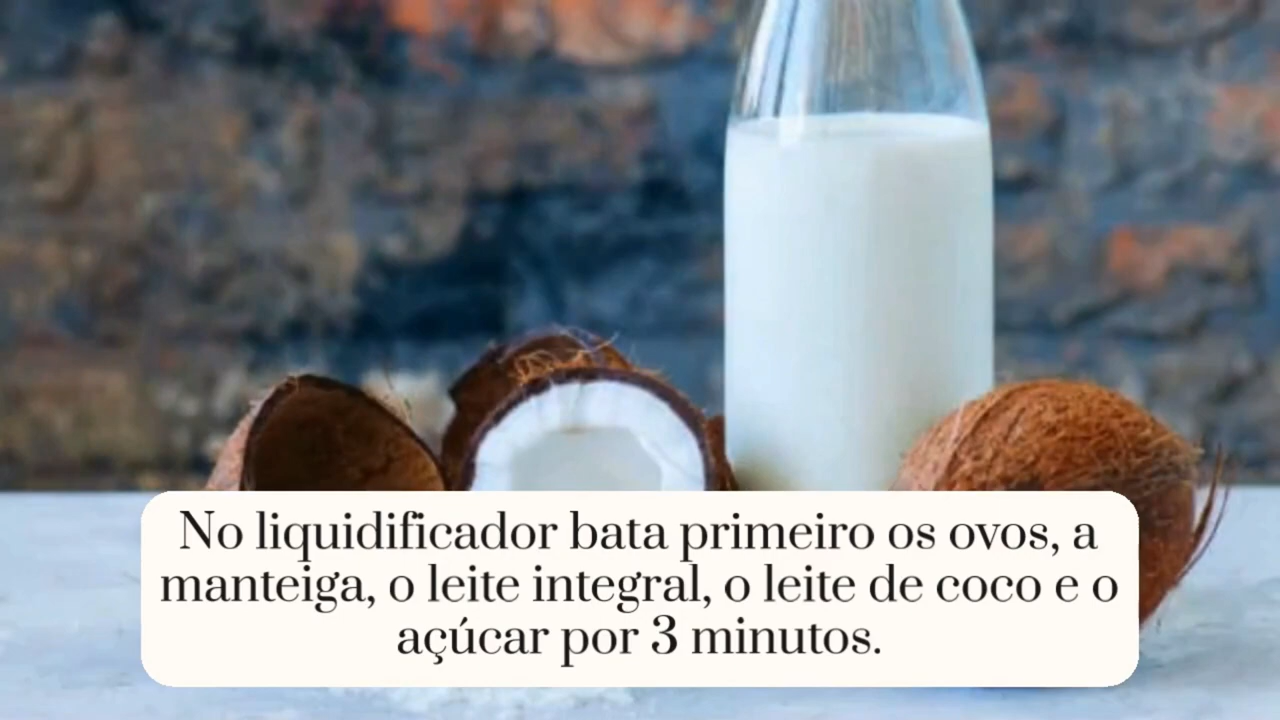 No liquidificador bata primeiro os ovos, a
manteiga, o leite integral, o leite de coco e o
açúcar por 3 minutos.